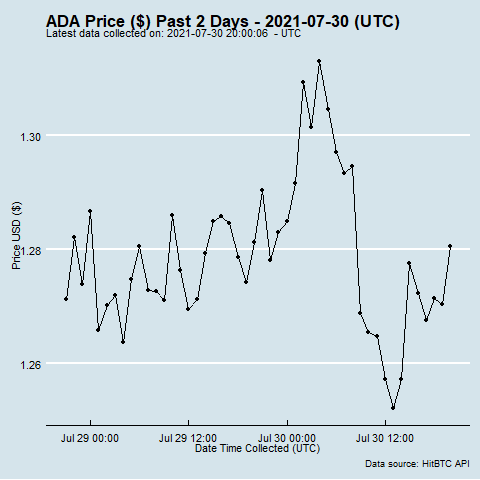 ADA Price ($) Past 2 Days - 2021-07-30 (UTC)
Latest data collected on: 2021-07-30 20:00:06 - UTC
1.30
1.28
1.26
Price USD ($)
Jul 29 00:00
Jul 29 12:00
Jul 30 00:00
Jul 30 12:00
Date Time Collected (UTC)
Data source: HitBTC API